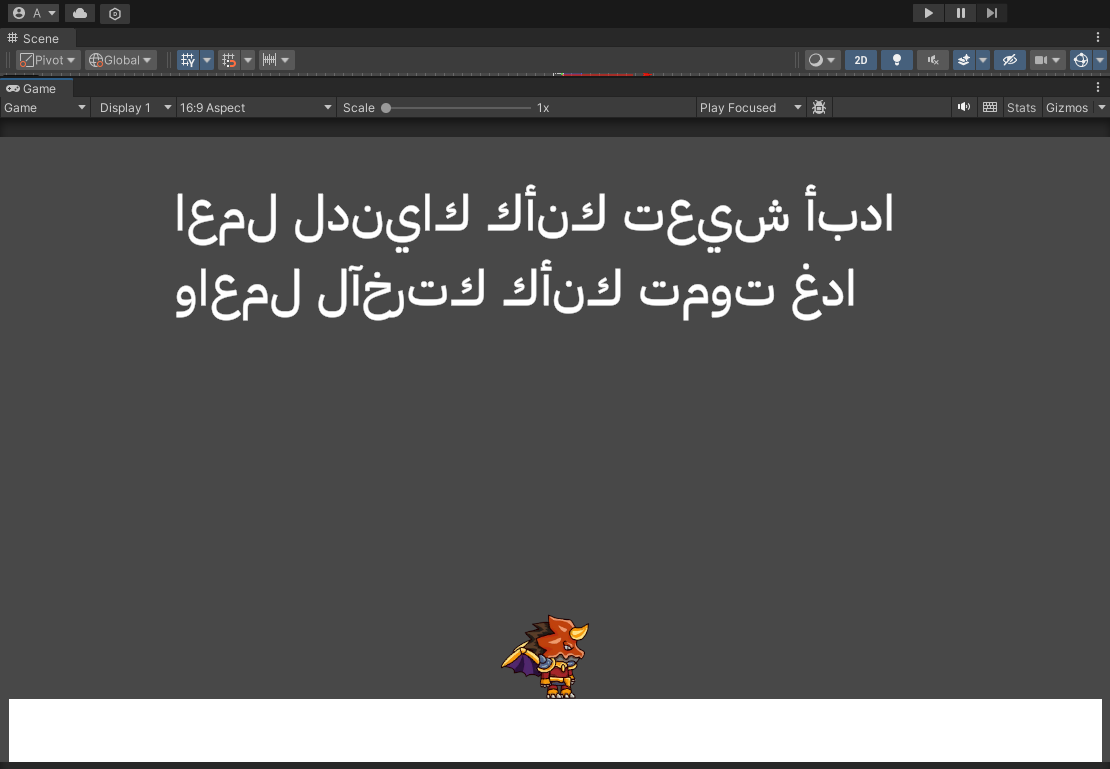 Scene
Pivot Global 2D
Game
Game Display 1 16:9 Aspect Scale 1x Play Focused Stats Gizmos
A
اعمل لدنياك كأنك تعيش أبدا
واعمل لآخرتك كأنك تموت غدا